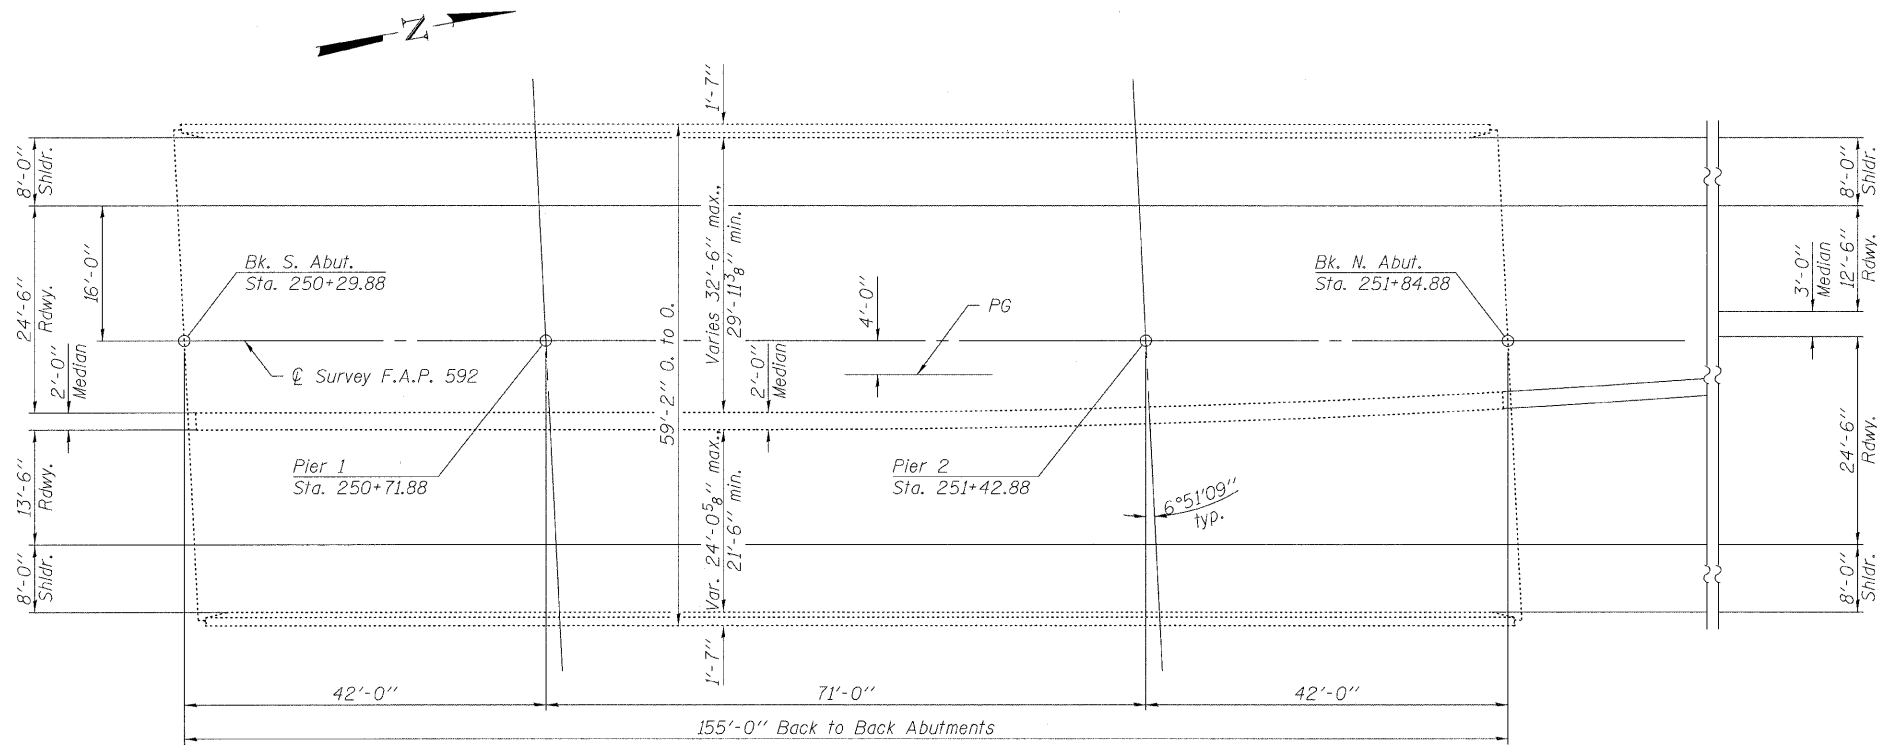 N
1'-7"
8'-0"
Shldr.
24'-6"
Rdwy.
16'-0"
2'-0"
Median
13'-6"
Rdwy.
8'-0"
Shldr.
Bk. S. Abut.
Sta. 250+29.88
℄ Survey F.A.P. 592
Pier 1
Sta. 250+71.88
59'-2" O. to O.
Varies 32'-6" max.,
29'-11 3/8" min.
2'-0"
Median
Var. 24'-0 5/8" max.,
21'-6" min.
1'-7"
4'-0"
PG
Pier 2
Sta. 251+42.88
6°51'09"
typ.
Bk. N. Abut.
Sta. 251+84.88
8'-0"
Shldr.
12'-6"
Rdwy.
3'-0"
Median
24'-6"
Rdwy.
8'-0"
Shldr.
42'-0"
71'-0"
42'-0"
155'-0" Back to Back Abutments